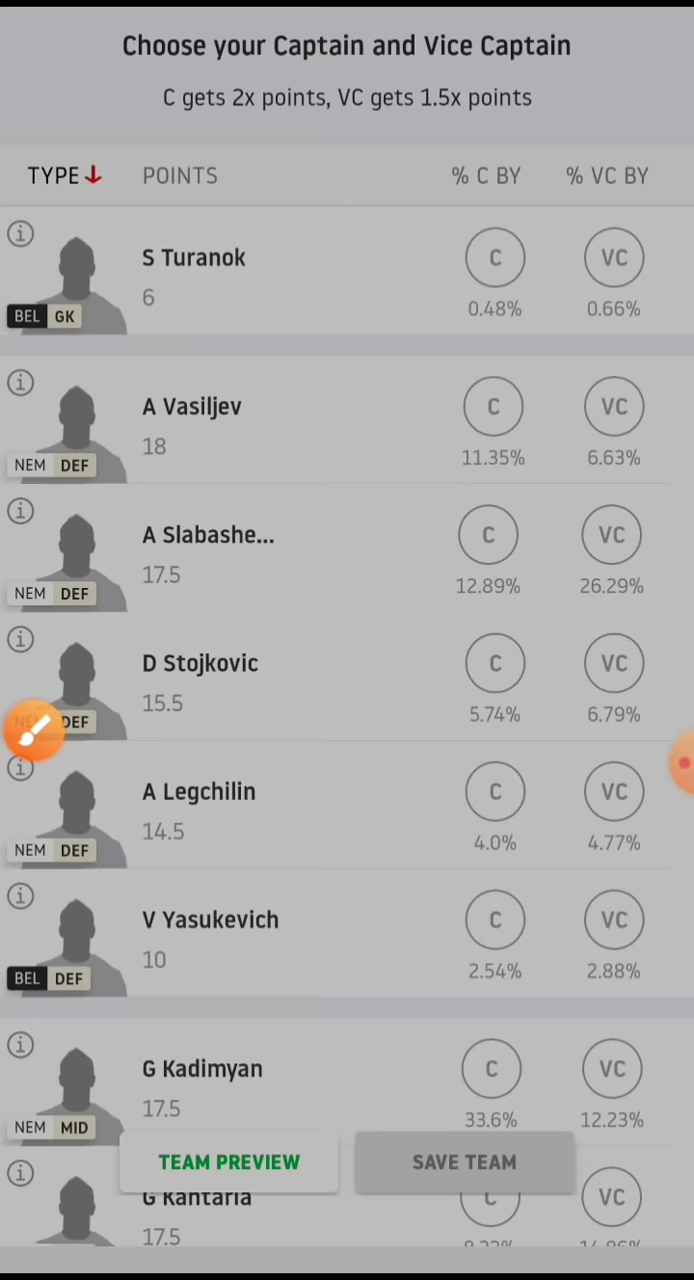 Choose your Captain and Vice Captain
C gets 2x points, VC gets 1.5x points
TYPE POINTS % C BY % VC BY
S Turanok C VC
6 0.48% 0.66%
BEL GK
A Vasiljev C VC
18 11.35% 6.63%
NEM DEF
A Slabashe... C VC
17.5 12.89% 26.29%
NEM DEF
D Stojkovic C VC
15.5 5.74% 6.79%
DEF
A Legchilin C VC
14.5 4.0% 4.77%
NEM DEF
V Yasukevich C VC
10 2.54% 2.88%
BEL DEF
G Kadimyan C VC
17.5 33.6% 12.23%
NEM MID
TEAM PREVIEW SAVE TEAM
G Kantaria C VC
17.5